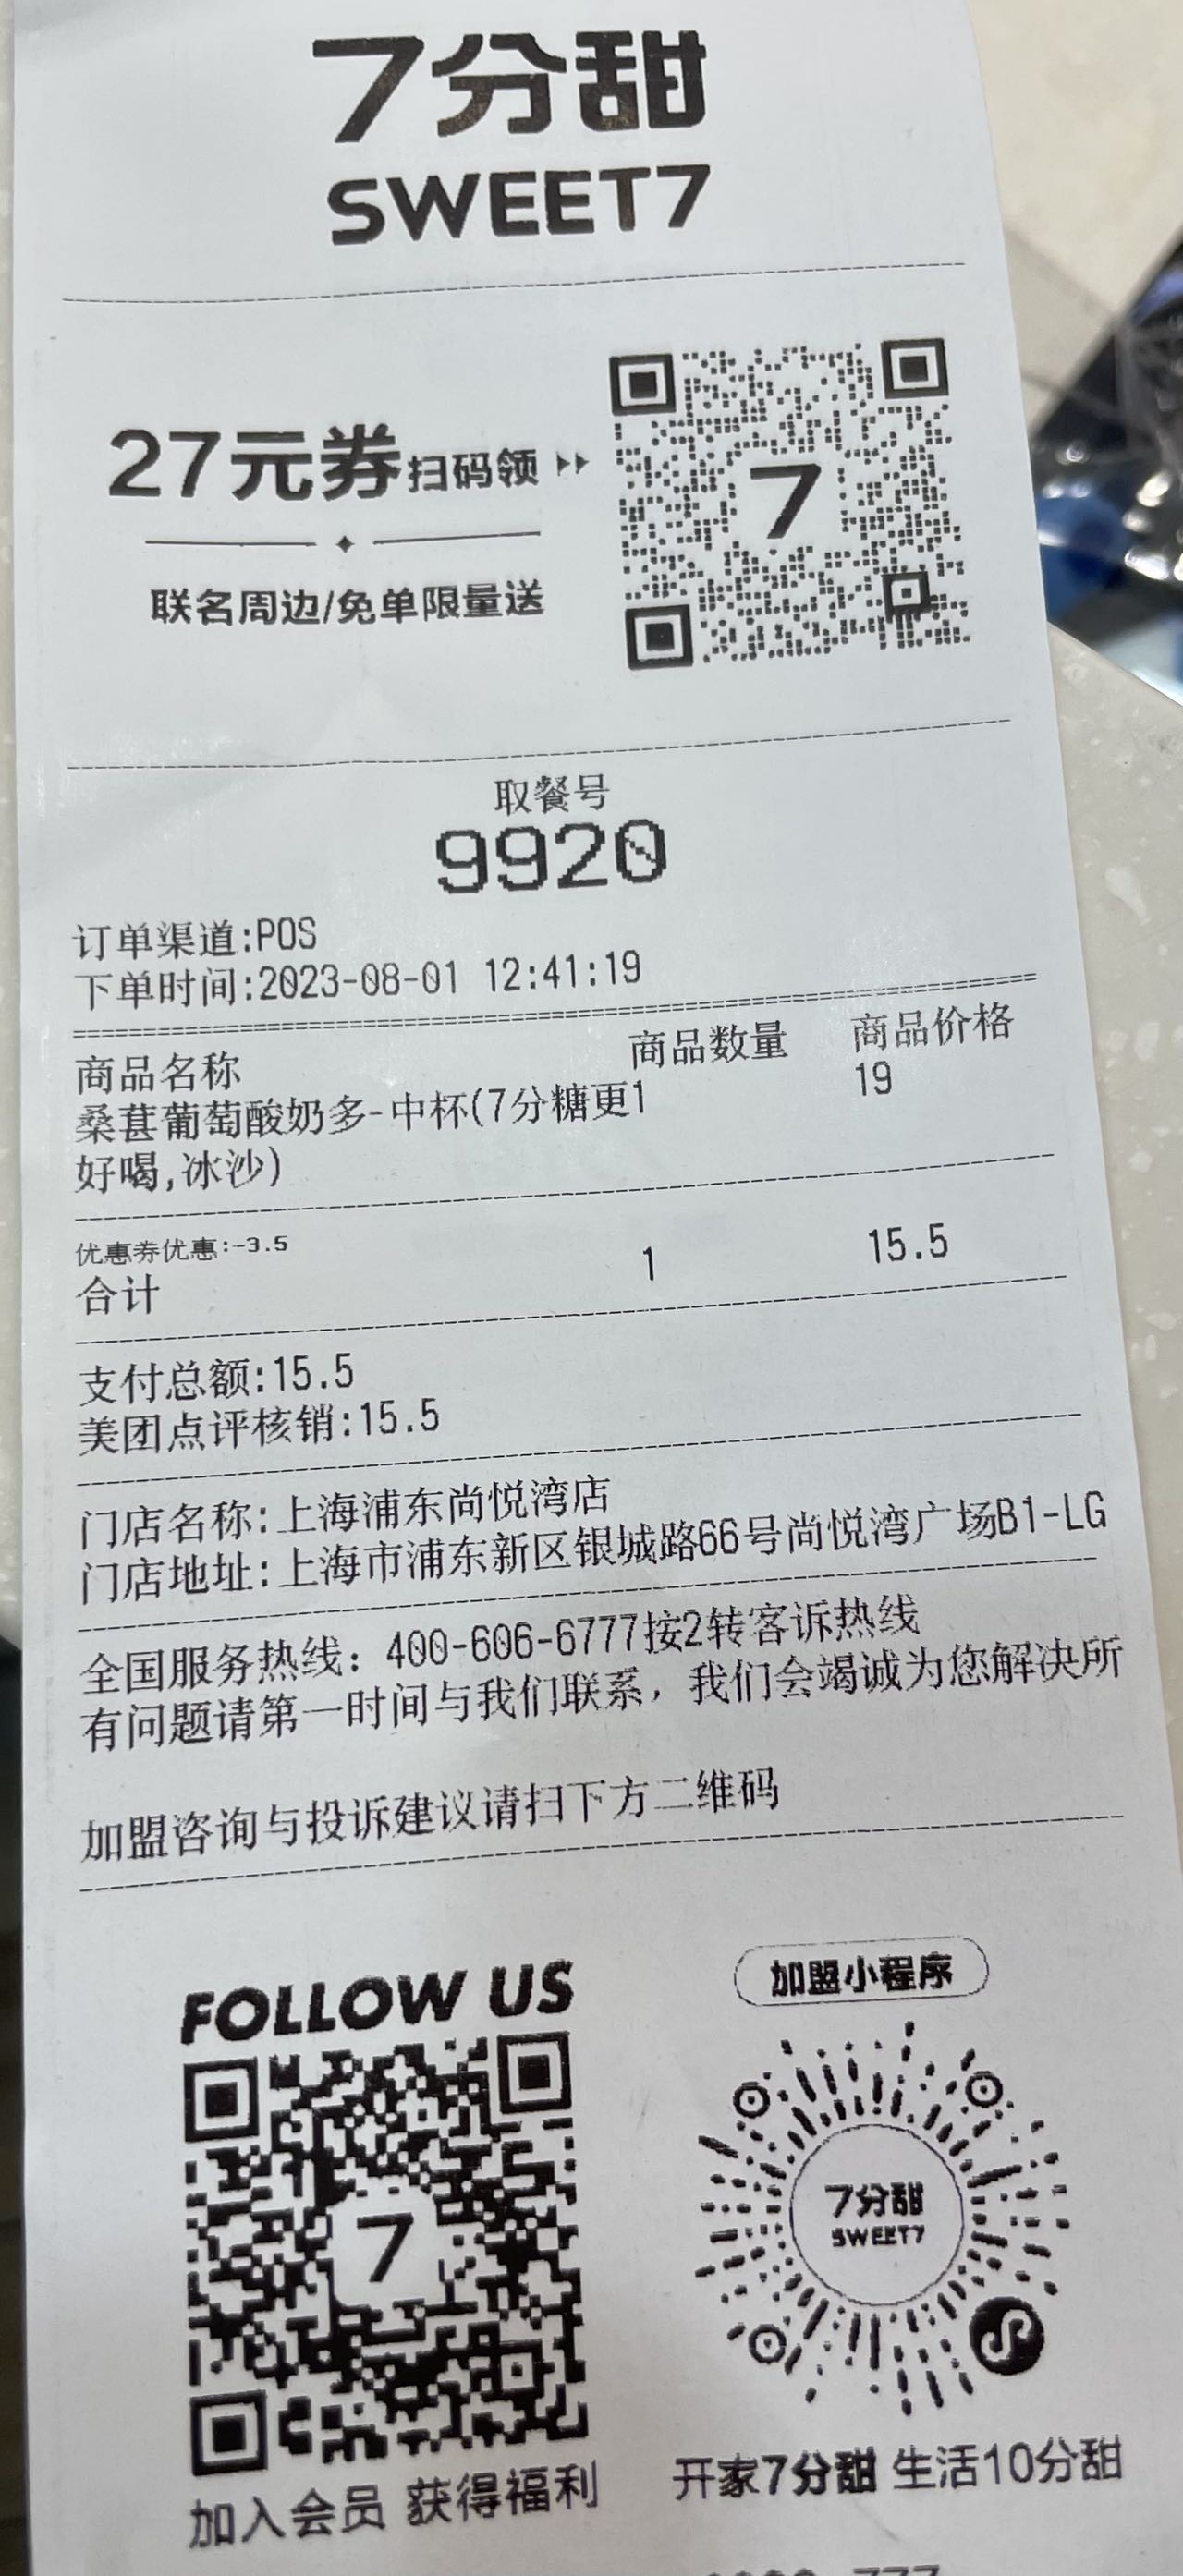 7分甜
SWEET7
27元券扫码领
联名周边/免单限量送
7
取餐号
9920
订单渠道:POS
下单时间:2023-08-01 12:41:19
商品名称 商品数量 商品价格
桑葚葡萄酸奶多-中杯(7分糖更1 19
好喝,冰沙)
优惠券优惠:-3.5
合计 1 15.5
支付总额:15.5
美团点评核销:15.5
门店名称:上海浦东尚悦湾店
门店地址:上海市浦东新区银城路66号尚悦湾广场B1-LG
全国服务热线：400-606-6777按2转客诉热线
有问题请第一时间与我们联系，我们会竭诚为您解决所
加盟咨询与投诉建议请扫下方二维码
FOLLOW US
加盟小程序
7
7分甜
SWEET7
加入会员 获得福利
开家7分甜 生活10分甜